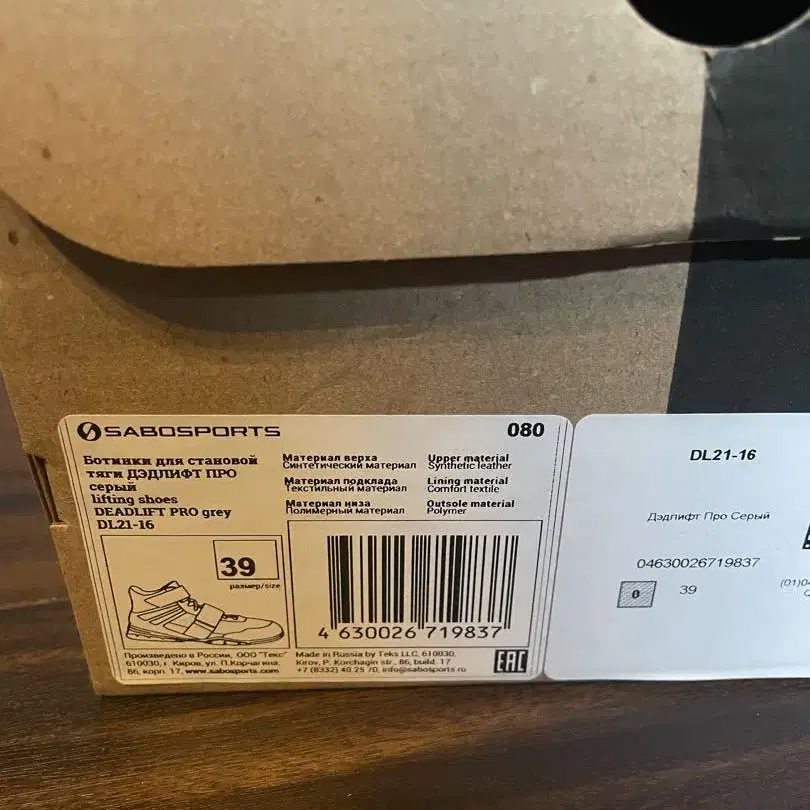 SABOSPORTS
080
Ботинки для становой
тяги ДЭДЛИФТ ПРО
серый
lifting shoes
DEADLIFT PRO grey
DL21-16
Материал верха
Синтетический материал
Материал подклада
Текстильный материал
Материал низа
Полимерный материал
Upper material
Synthetic leather
Lining material
Comfort textile
Outsole material
Polymer
39
размер/size
4 630026 719837
Произведено в России, ООО "Текс"
610030, г. Киров, ул. П.Корчагина,
86, корп. 17, www.sabosports.ru
Made in Russia by Teks LLC, 610030,
Kirov, P. Korchagin str., 86, build. 17
+7 (8332) 40 25 70, info@sabosports.ru
EAC
DL21-16
Дэдлифт Про Серый
04630026719837
0
39